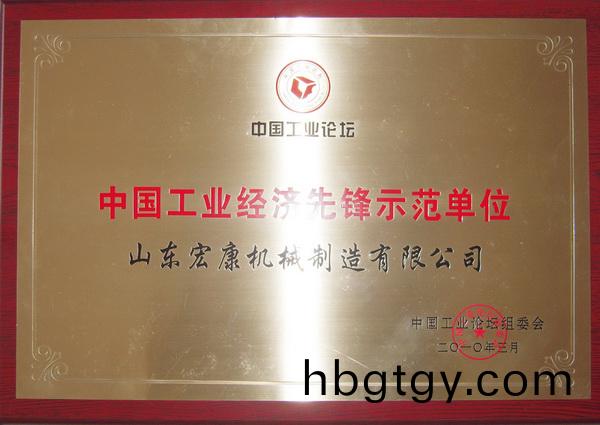 中国工业论坛
中国工业经济先锋示范单位
山东宏康机械制造有限公司
中国工业论坛组委会
二〇一〇年三月
hbgtgy.com